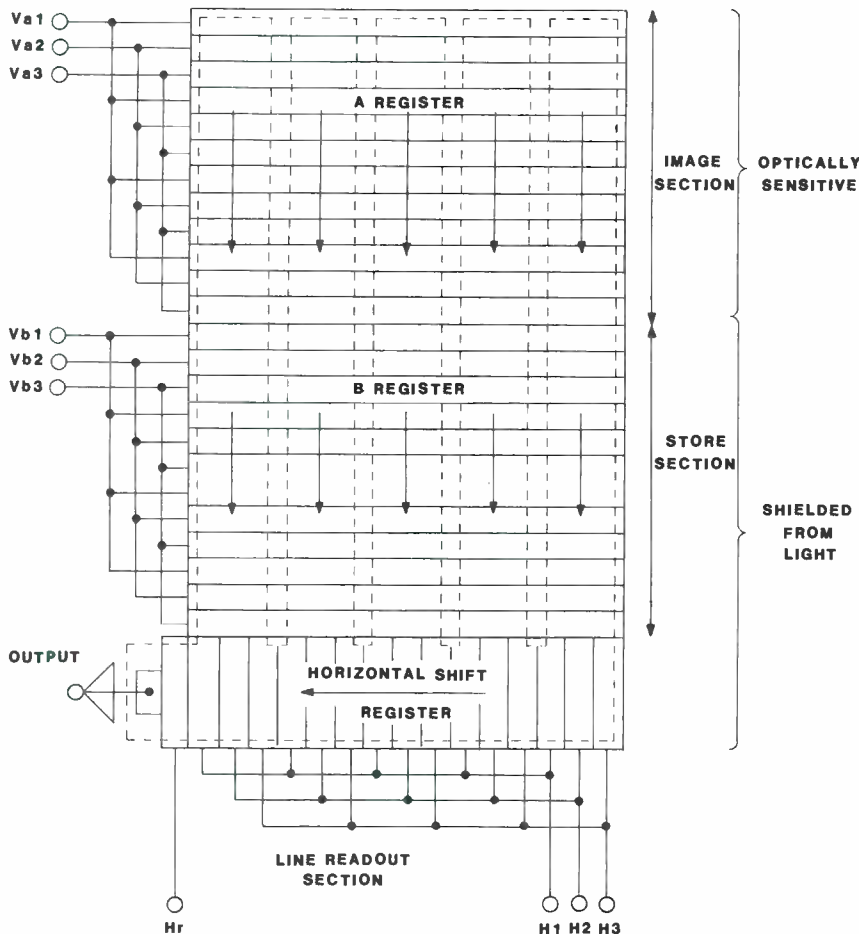 Va1
Va2
Va3
A REGISTER
IMAGE
SECTION
OPTICALLY
SENSITIVE
Vb1
Vb2
Vb3
B REGISTER
STORE
SECTION
SHIELDED
FROM
LIGHT
OUTPUT
HORIZONTAL SHIFT
REGISTER
LINE READOUT
SECTION
Hr
H1 H2 H3